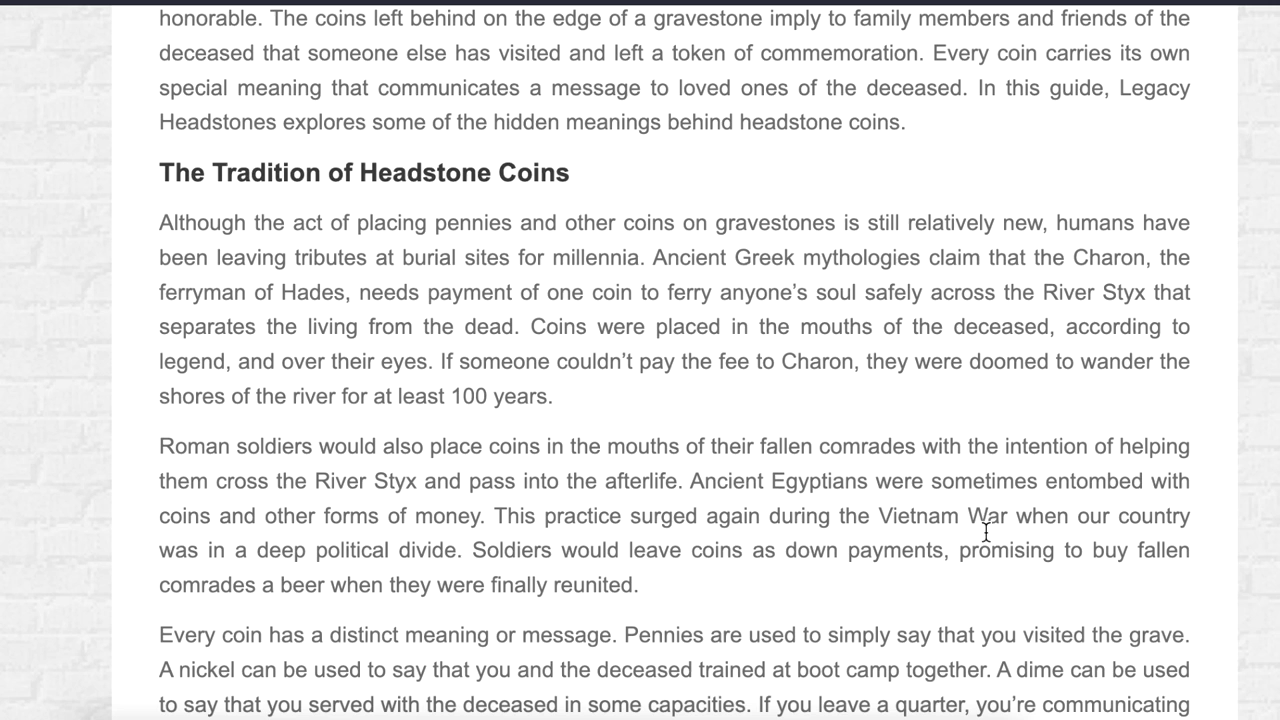 honorable. The coins left behind on the edge of a gravestone imply to family members and friends of the
deceased that someone else has visited and left a token of commemoration. Every coin carries its own
special meaning that communicates a message to loved ones of the deceased. In this guide, Legacy
Headstones explores some of the hidden meanings behind headstone coins.
The Tradition of Headstone Coins
Although the act of placing pennies and other coins on gravestones is still relatively new, humans have
been leaving tributes at burial sites for millennia. Ancient Greek mythologies claim that the Charon, the
ferryman of Hades, needs payment of one coin to ferry anyone’s soul safely across the River Styx that
separates the living from the dead. Coins were placed in the mouths of the deceased, according to
legend, and over their eyes. If someone couldn’t pay the fee to Charon, they were doomed to wander the
shores of the river for at least 100 years.
Roman soldiers would also place coins in the mouths of their fallen comrades with the intention of helping
them cross the River Styx and pass into the afterlife. Ancient Egyptians were sometimes entombed with
coins and other forms of money. This practice surged again during the Vietnam War when our country
was in a deep political divide. Soldiers would leave coins as down payments, promising to buy fallen
comrades a beer when they were finally reunited.
Every coin has a distinct meaning or message. Pennies are used to simply say that you visited the grave.
A nickel can be used to say that you and the deceased trained at boot camp together. A dime can be used
to say that you served with the deceased in some capacities. If you leave a quarter, you’re communicating